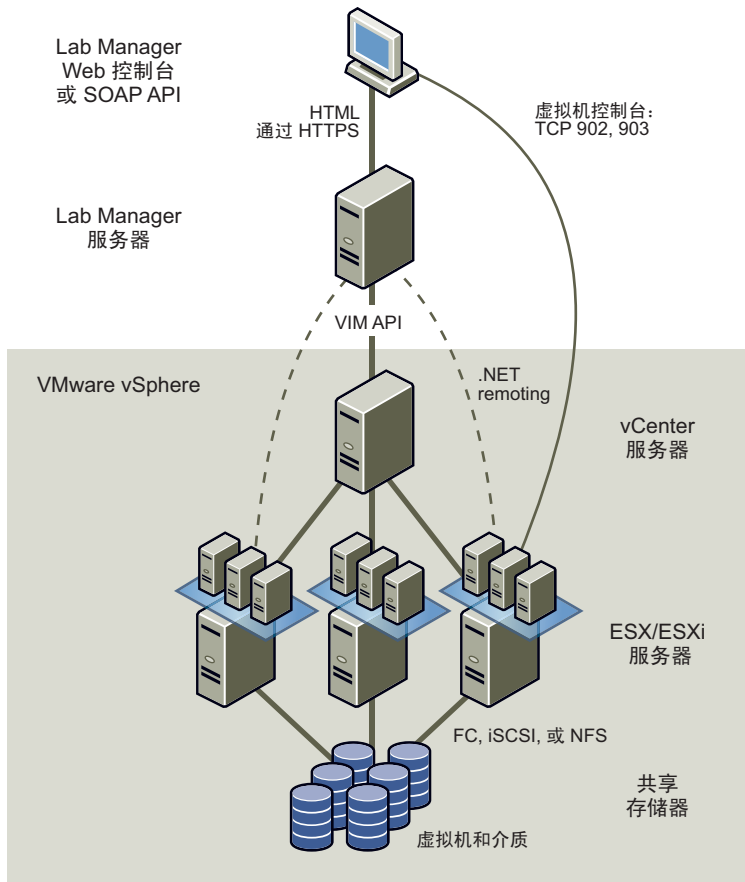 Lab Manager
Web 控制台
或 SOAP API
HTML
通过 HTTPS
虚拟机控制台：
TCP 902, 903
Lab Manager
服务器
VIM API
VMware vSphere
.NET
remoting
vCenter
服务器
ESX/ESXi
服务器
FC, iSCSI, 或 NFS
共享
存储器
虚拟机和介质